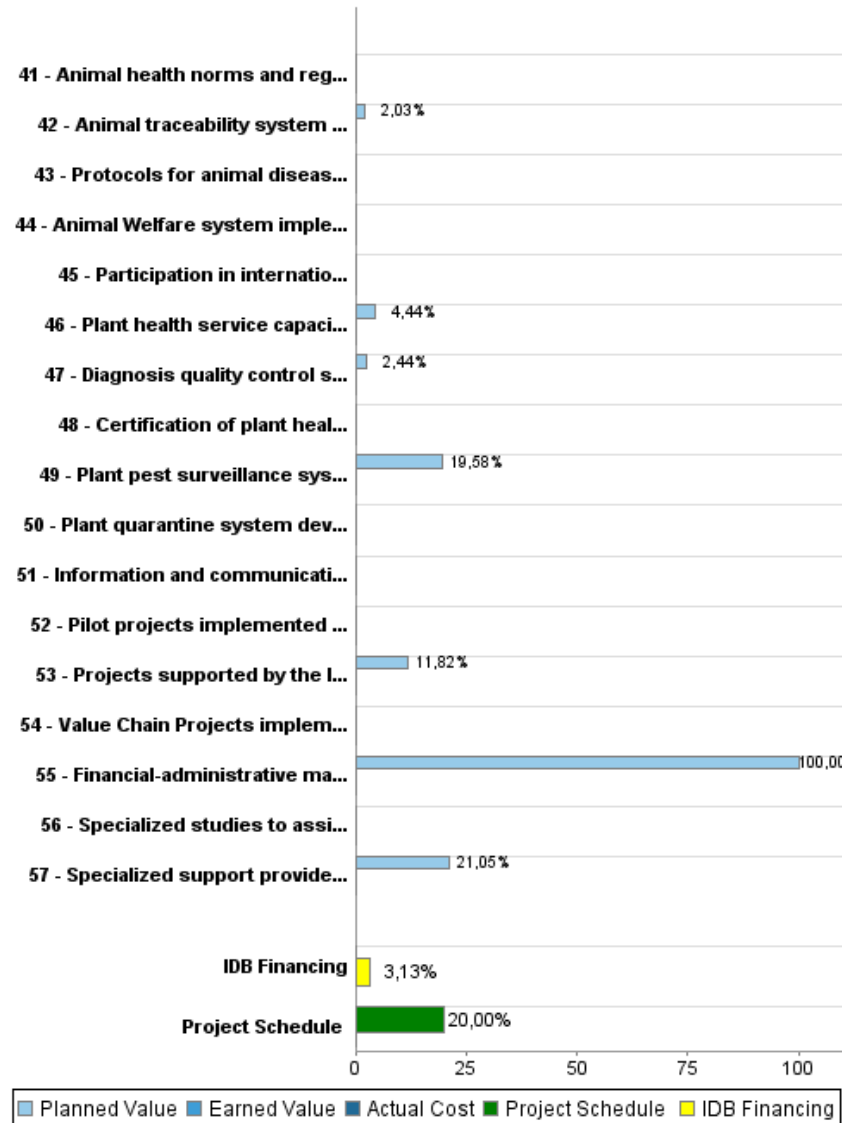 41 - Animal health norms and reg...
2,03%
42 - Animal traceability system ...
43 - Protocols for animal diseas...
44 - Animal Welfare system imple...
45 - Participation in internatio...
4,44%
46 - Plant health service capaci...
2,44%
47 - Diagnosis quality control s...
48 - Certification of plant heal...
19,58%
49 - Plant pest surveillance sys...
50 - Plant quarantine system dev...
51 - Information and communicati...
52 - Pilot projects implemented ...
11,82%
53 - Projects supported by the I...
54 - Value Chain Projects implem...
100,00
55 - Financial-administrative ma...
56 - Specialized studies to assi...
21,05%
57 - Specialized support provide...
IDB Financing 3,13%
Project Schedule 20,00%
0 25 50 75 100
Planned Value Earned Value Actual Cost Project Schedule IDB Financing